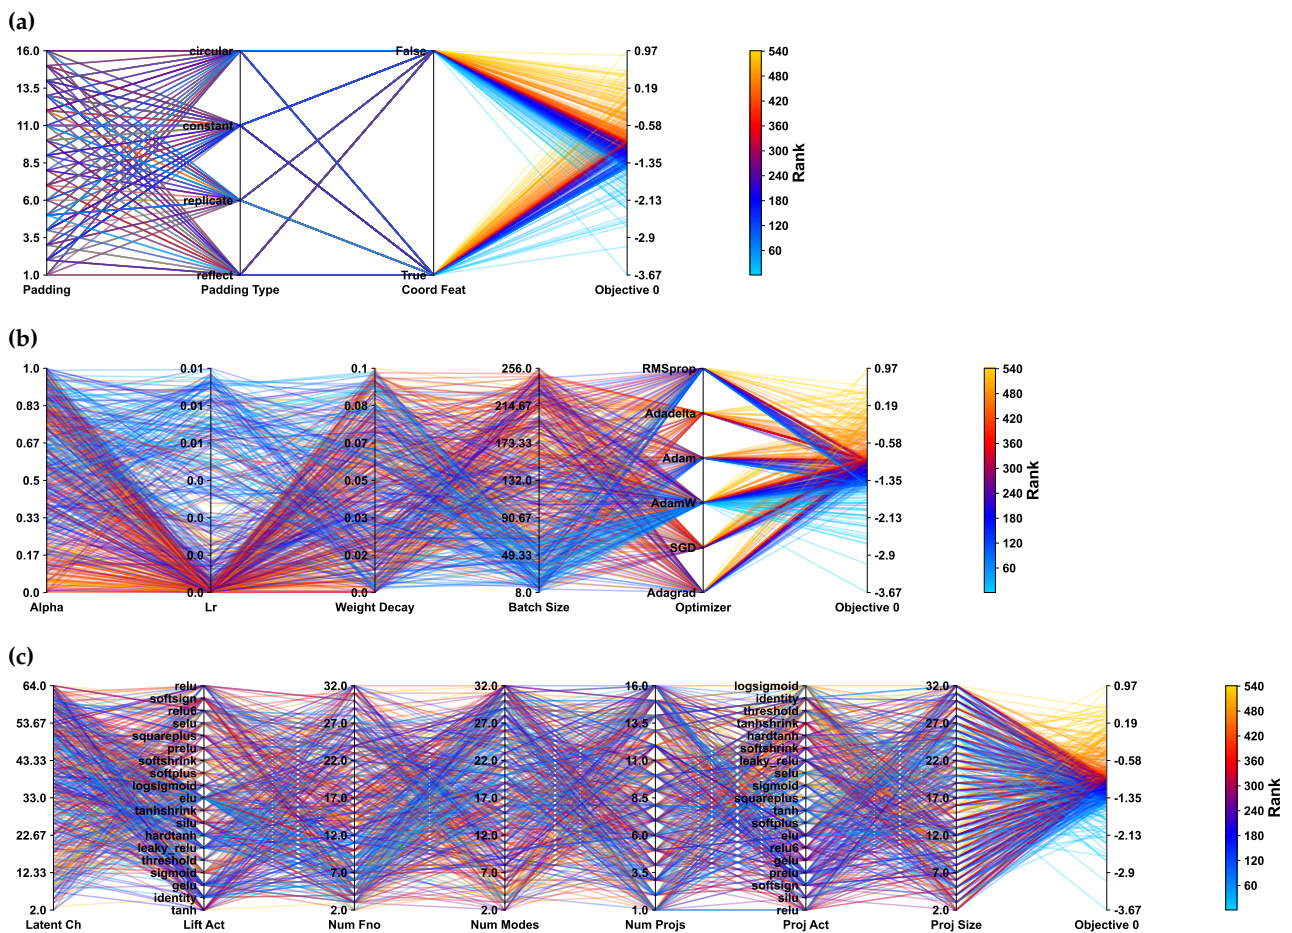 (a)
16.0 circular False 0.97 540
13.5 0.19 480
11.0 constant -0.58 420
360
8.5 -1.35 300
240
6.0 replicate -2.13 180
3.5 -2.9 120
60
1.0 reflect True -3.67
Rank
Padding Padding Type Coord Feat Objective 0
(b)
1.0 0.01 0.1 256.0 RMSprop 0.97 540
0.83 0.01 0.08 214.67 Adadelta 0.19 480
420
0.67 0.01 0.07 173.33 Adam -0.58 360
300
0.5 0.0 0.05 132.0 AdamW -1.35 240
0.33 0.0 0.03 90.67 -2.13 180
120
0.17 0.0 0.02 49.33 SGD -2.9 60
0.0 0.0 0.0 8.0 Adagrad -3.67
Rank
Alpha Lr Weight Decay Batch Size Optimizer Objective 0
(c)
64.0 relu 32.0 32.0 16.0 logsigmoid 32.0 0.97 540
softsign identity
relu6 threshold 480
53.67 selu 27.0 27.0 13.5 tanhshrink 27.0 0.19
squareplus hardtanh 420
prelu softshrink
43.33 softshrink 22.0 22.0 11.0 leaky_relu 22.0 -0.58 360
softplus selu
logsigmoid sigmoid 300
33.0 elu 17.0 17.0 8.5 squareplus 17.0 -1.35
tanhshrink tanh 240
silu softplus
22.67 hardtanh 12.0 12.0 6.0 elu 12.0 -2.13 180
leaky_relu relu6
threshold gelu 120
12.33 sigmoid 7.0 7.0 3.5 prelu 7.0 -2.9
gelu softsign 60
identity silu
2.0 tanh 2.0 2.0 1.0 relu 2.0 -3.67
Rank
Latent Ch Lift Act Num Fno Num Modes Num Projs Proj Act Proj Size Objective 0